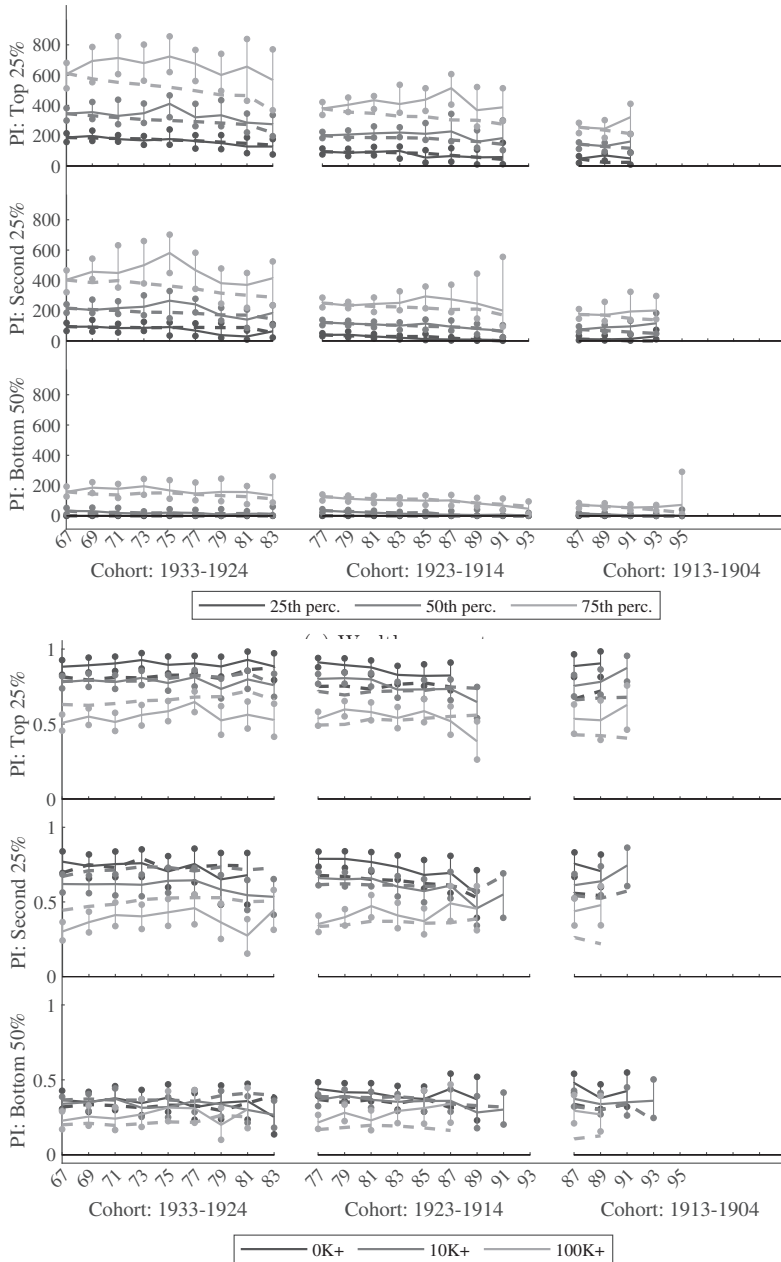 PI: Top 25%
800
600
400
200
0
PI: Second 25%
800
600
400
200
0
PI: Bottom 50%
800
600
400
200
0
67 69 71 73 75 77 79 81 83
77 79 81 83 85 87 89 91 93
87 89 91 93 95
Cohort: 1933-1924 Cohort: 1923-1914 Cohort: 1913-1904
25th perc. 50th perc. 75th perc.
PI: Top 25%
1
0.5
0
PI: Second 25%
1
0.5
0
PI: Bottom 50%
1
0.5
0
67 69 71 73 75 77 79 81 83
77 79 81 83 85 87 89 91 93
87 89 91 93 95
Cohort: 1933-1924 Cohort: 1923-1914 Cohort: 1913-1904
0K+ 10K+ 100K+